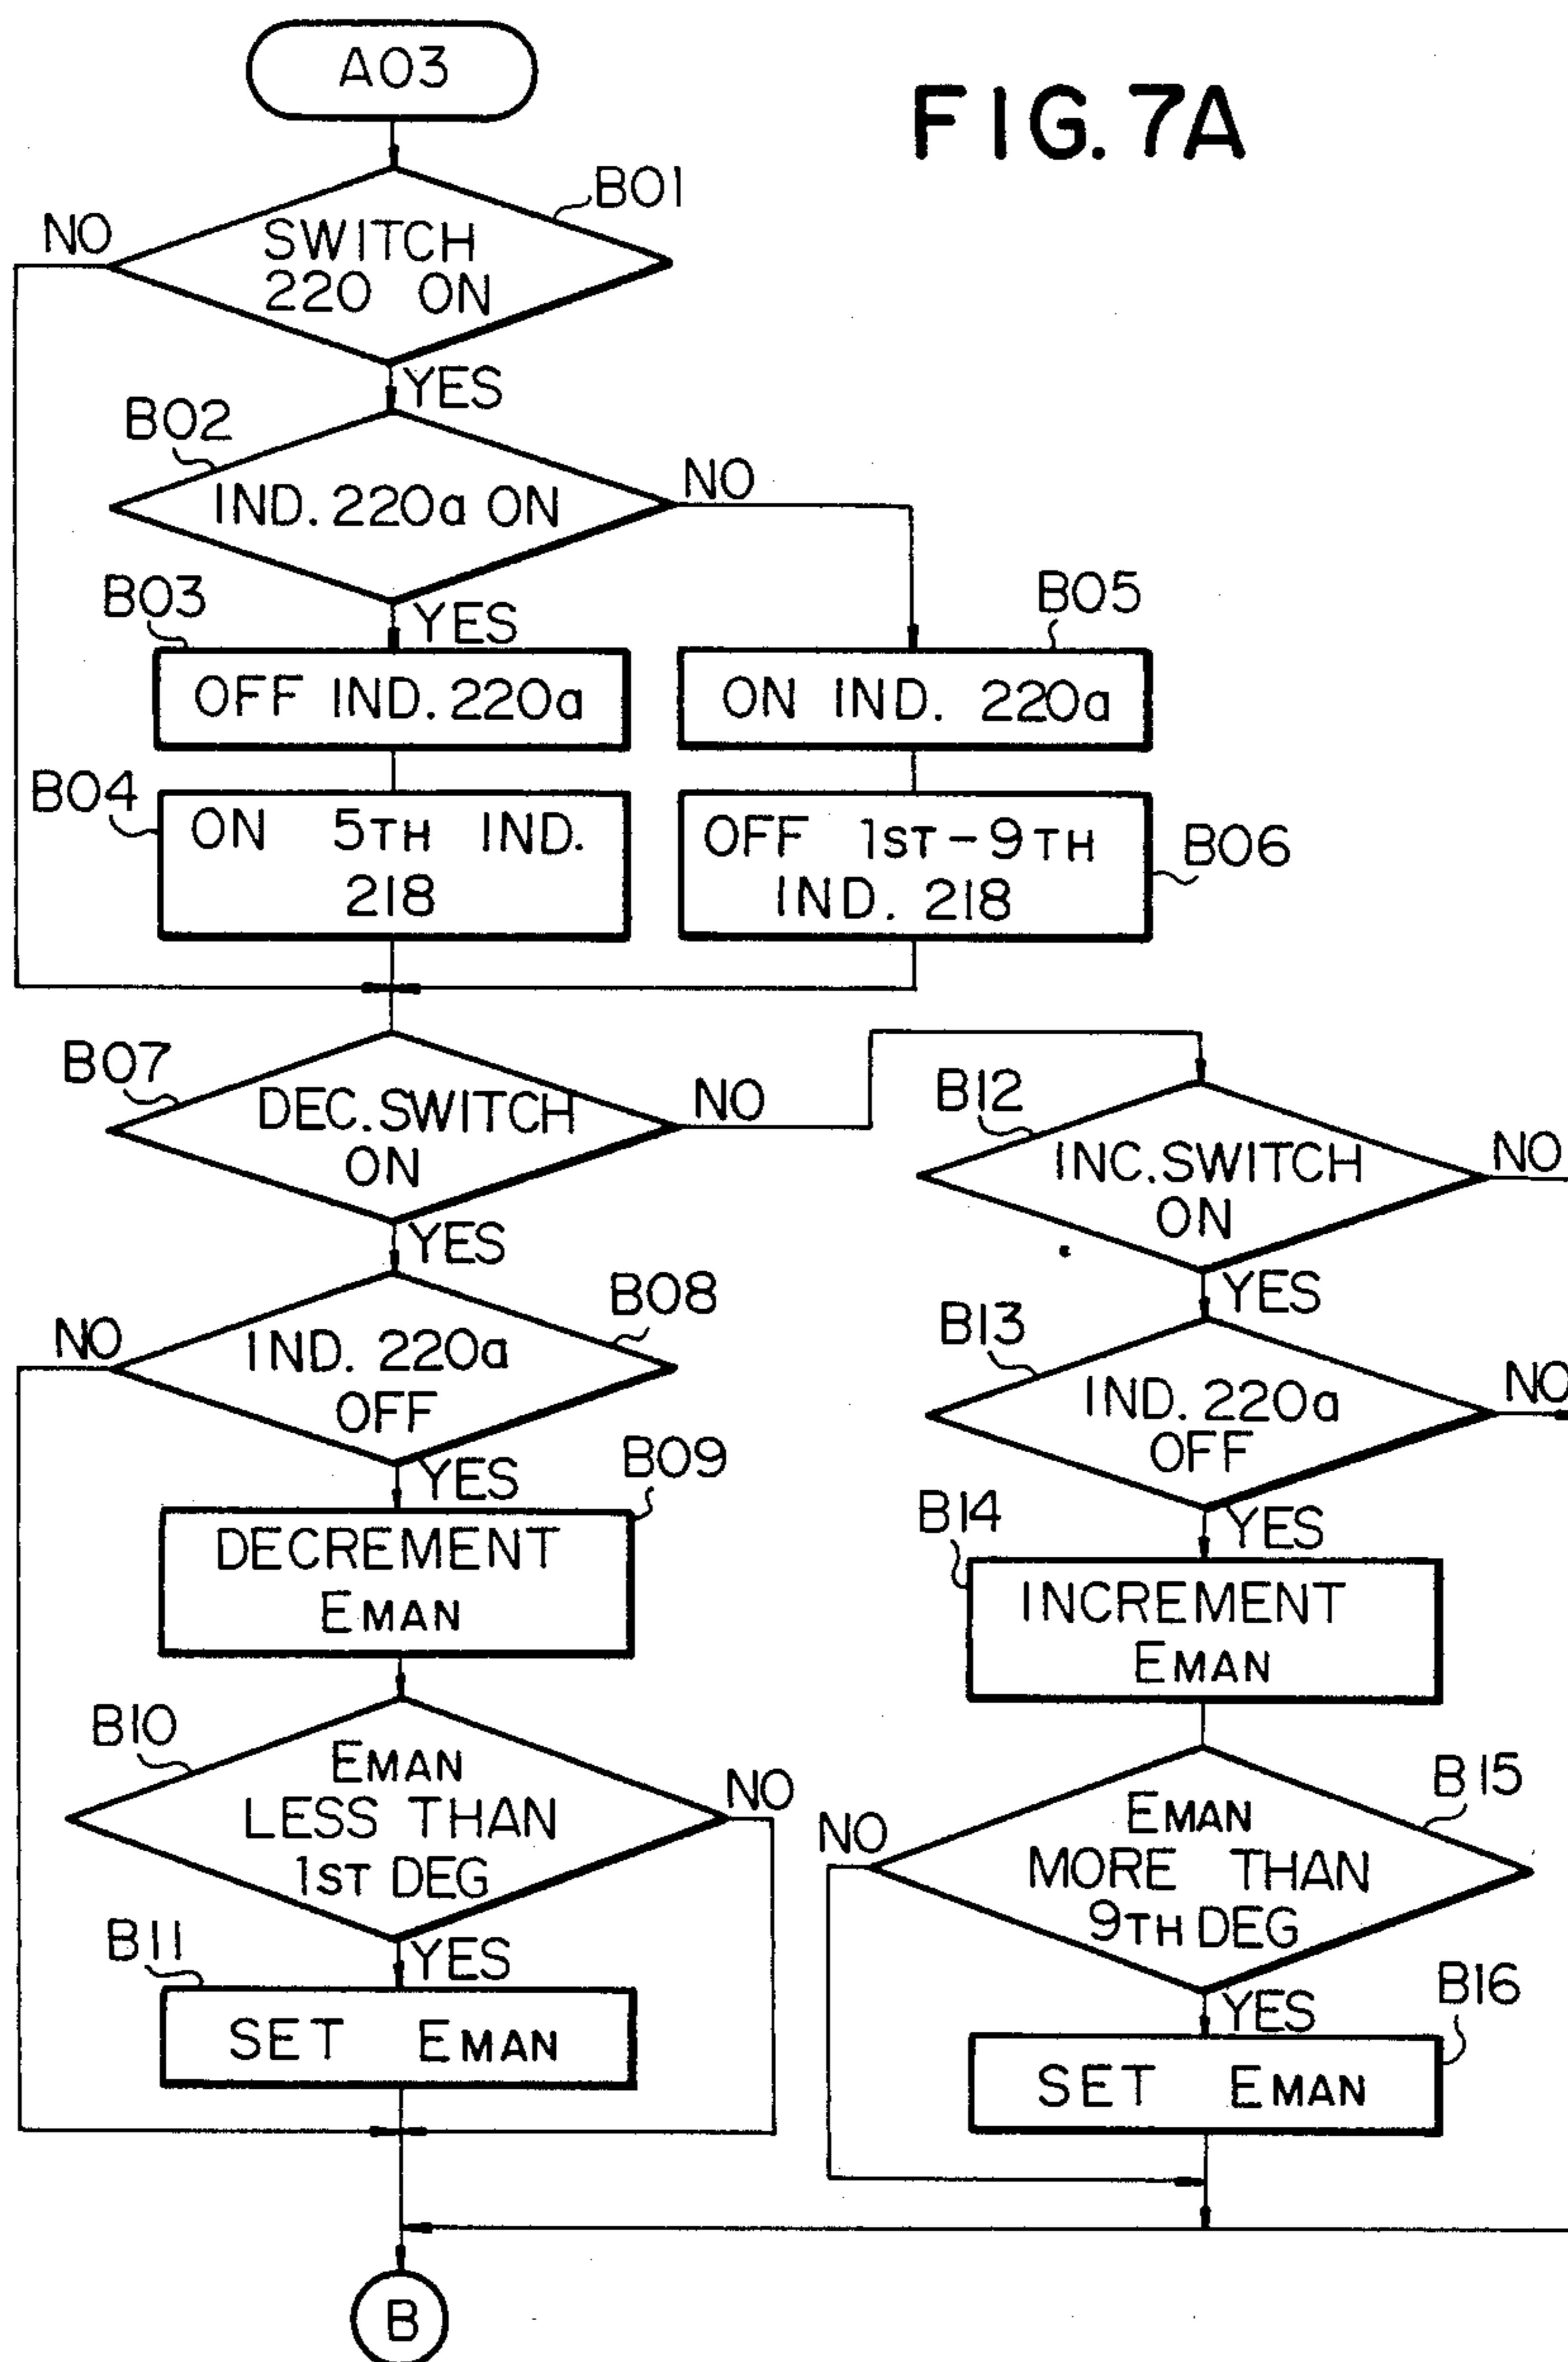 A03
FIG. 7A
B01
NO
SWITCH
220 ON
YES
B02
IND. 220a ON
NO
B03
YES
B05
OFF IND. 220a
ON IND. 220a
B04
ON 5TH IND.
218
OFF 1ST-9TH
IND. 218
B06
B07
DEC. SWITCH
ON
NO
B12
INC. SWITCH
ON
NO
YES
YES
B08
NO
IND. 220a
OFF
B13
IND. 220a
OFF
NO
YES
B09
YES
B14
DECREMENT
EMAN
INCREMENT
EMAN
B10
EMAN
LESS THAN
1ST DEG
NO
B15
NO
EMAN
MORE THAN
9TH DEG
B11
YES
YES
B16
SET EMAN
SET EMAN
B